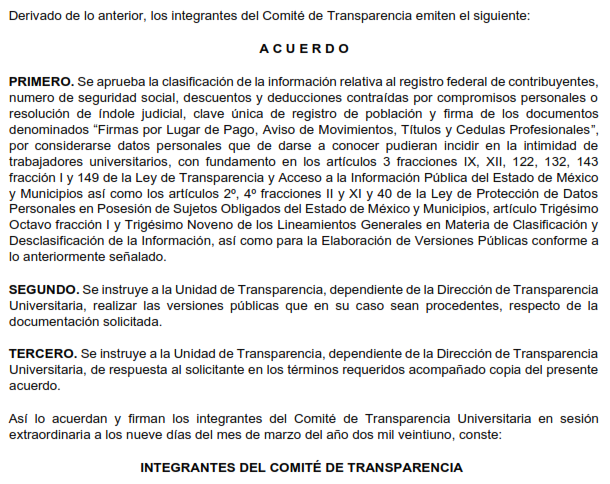 Derivado de lo anterior, los integrantes del Comité de Transparencia emiten el siguiente:
A C U E R D O
PRIMERO. Se aprueba la clasificación de la información relativa al registro federal de contribuyentes,
numero de seguridad social, descuentos y deducciones contraídas por compromisos personales o
resolución de índole judicial, clave única de registro de población y firma de los documentos
denominados “Firmas por Lugar de Pago, Aviso de Movimientos, Títulos y Cedulas Profesionales”,
por considerarse datos personales que de darse a conocer pudieran incidir en la intimidad de
trabajadores universitarios, con fundamento en los artículos 3 fracciones IX, XII, 122, 132, 143
fracción I y 149 de la Ley de Transparencia y Acceso a la Información Pública del Estado de México
y Municipios así como los artículos 2º, 4º fracciones II y XI y 40 de la Ley de Protección de Datos
Personales en Posesión de Sujetos Obligados del Estado de México y Municipios, artículo Trigésimo
Octavo fracción I y Trigésimo Noveno de los Lineamientos Generales en Materia de Clasificación y
Desclasificación de la Información, así como para la Elaboración de Versiones Públicas conforme a
lo anteriormente señalado.
SEGUNDO. Se instruye a la Unidad de Transparencia, dependiente de la Dirección de Transparencia
Universitaria, realizar las versiones públicas que en su caso sean procedentes, respecto de la
documentación solicitada.
TERCERO. Se instruye a la Unidad de Transparencia, dependiente de la Dirección de Transparencia
Universitaria, de respuesta al solicitante en los términos requeridos acompañado copia del presente
acuerdo.
Así lo acuerdan y firman los integrantes del Comité de Transparencia Universitaria en sesión
extraordinaria a los nueve días del mes de marzo del año dos mil veintiuno, conste:
INTEGRANTES DEL COMITÉ DE TRANSPARENCIA